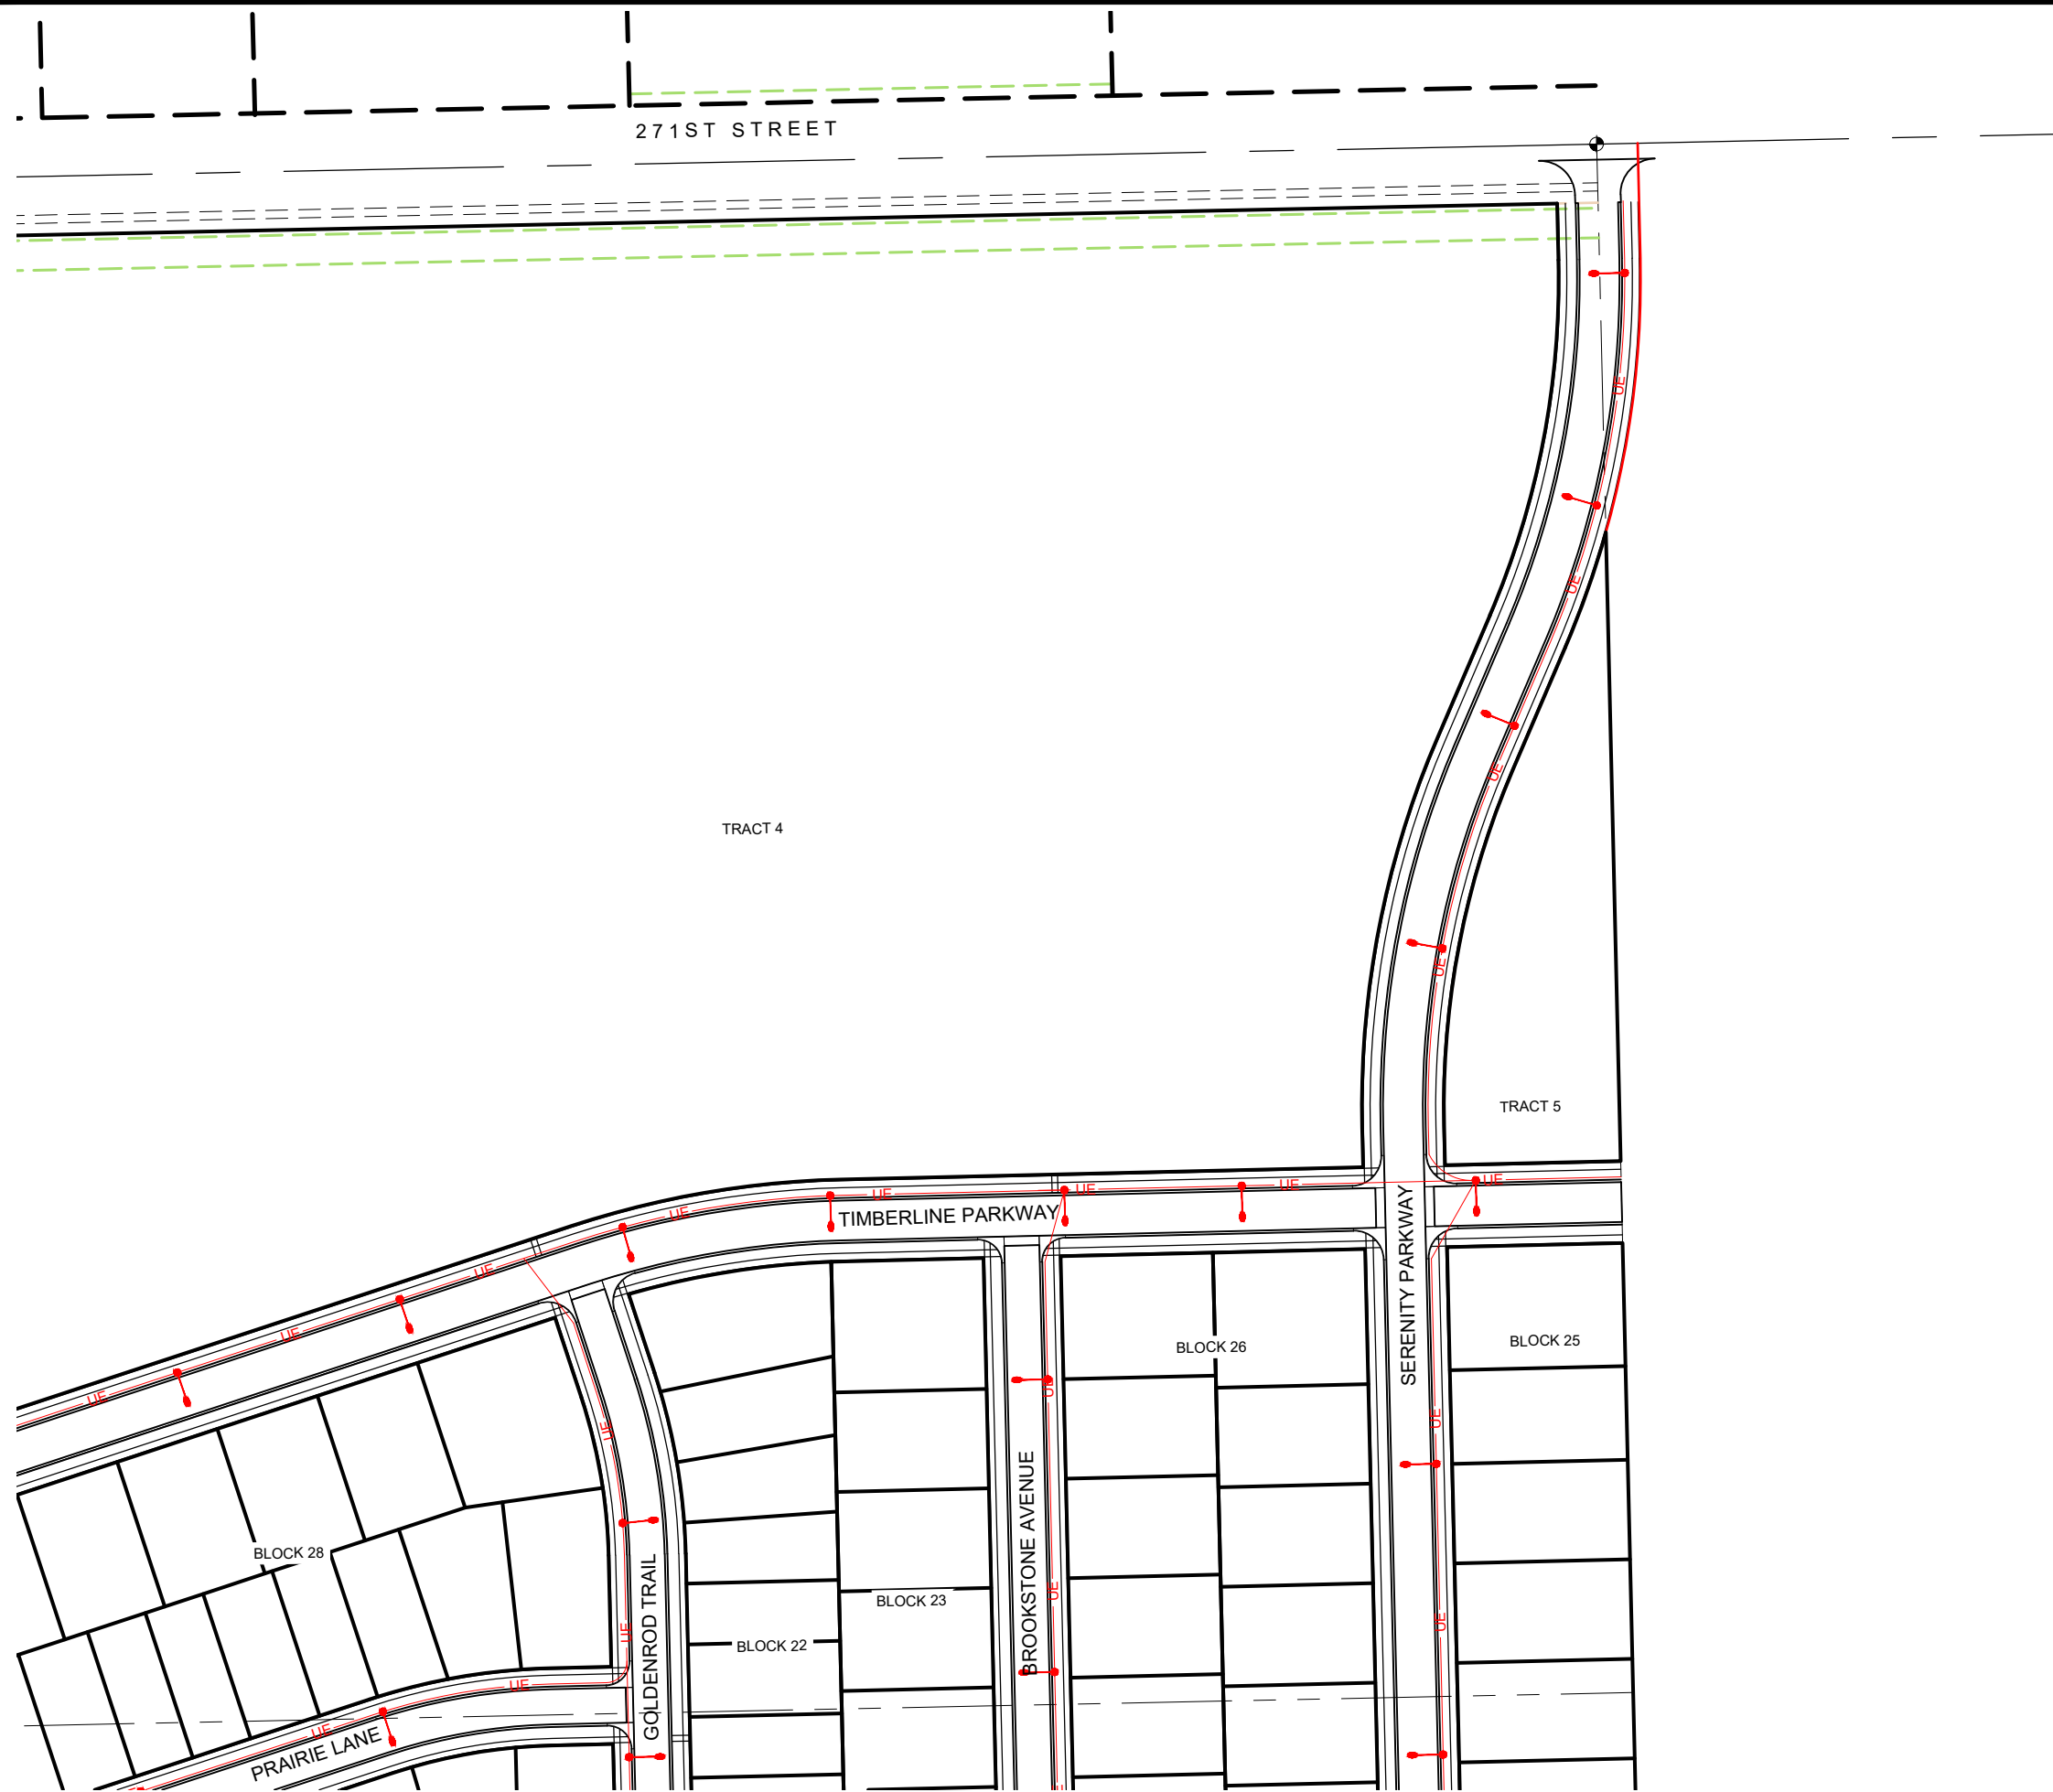 271ST STREET
UE
UE
UE
TRACT 4
UE
TRACT 5
UE
UE
UE
UE
UE
TIMBERLINE PARKWAY
UE
UE
UE
SERENITY PARKWAY
BLOCK 26
BLOCK 25
UE
UE
UE
UE
BROOKSTONE AVENUE
BLOCK 28
GOLDENROD TRAIL
BLOCK 23
UE
UE
UE
BLOCK 22
UE
UE
PRAIRIE LANE
UE